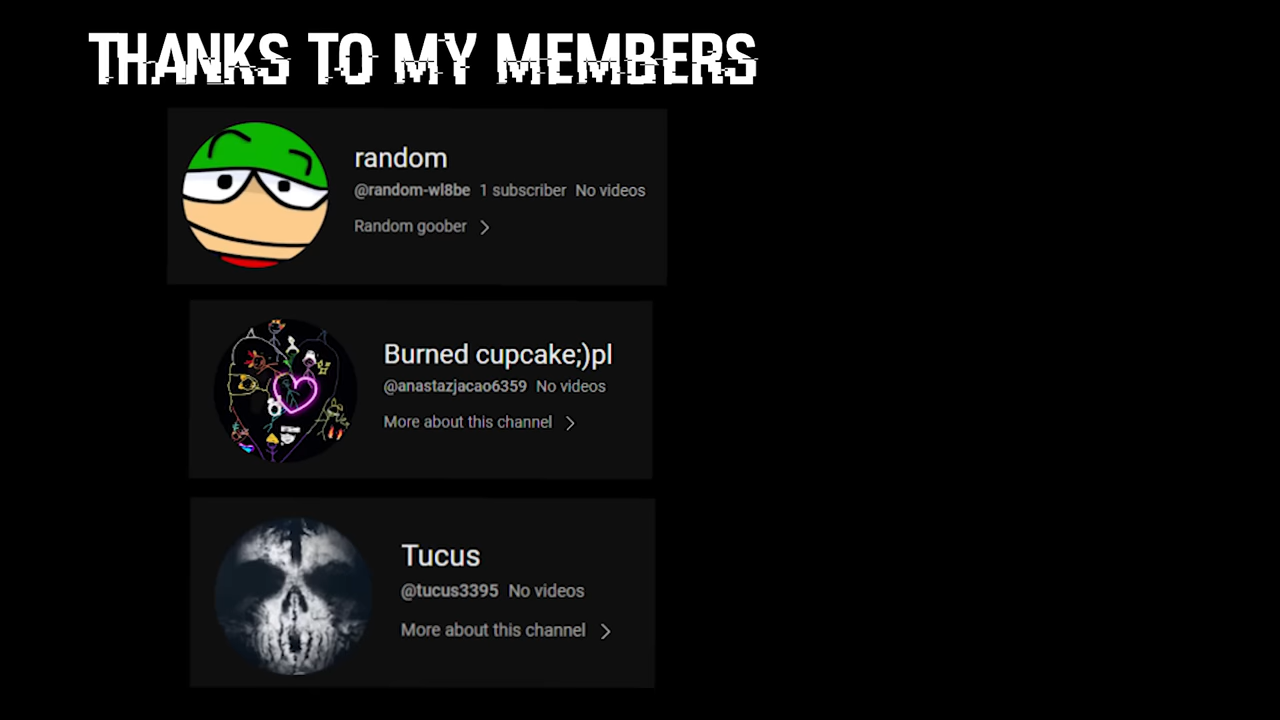 THANKS TO MY MEMBERS
random
@random-wl8be 1 subscriber No videos
Random goober
Burned cupcake;)pl
@anastazjacao6359 No videos
More about this channel
Tucus
@tucus3395 No videos
More about this channel